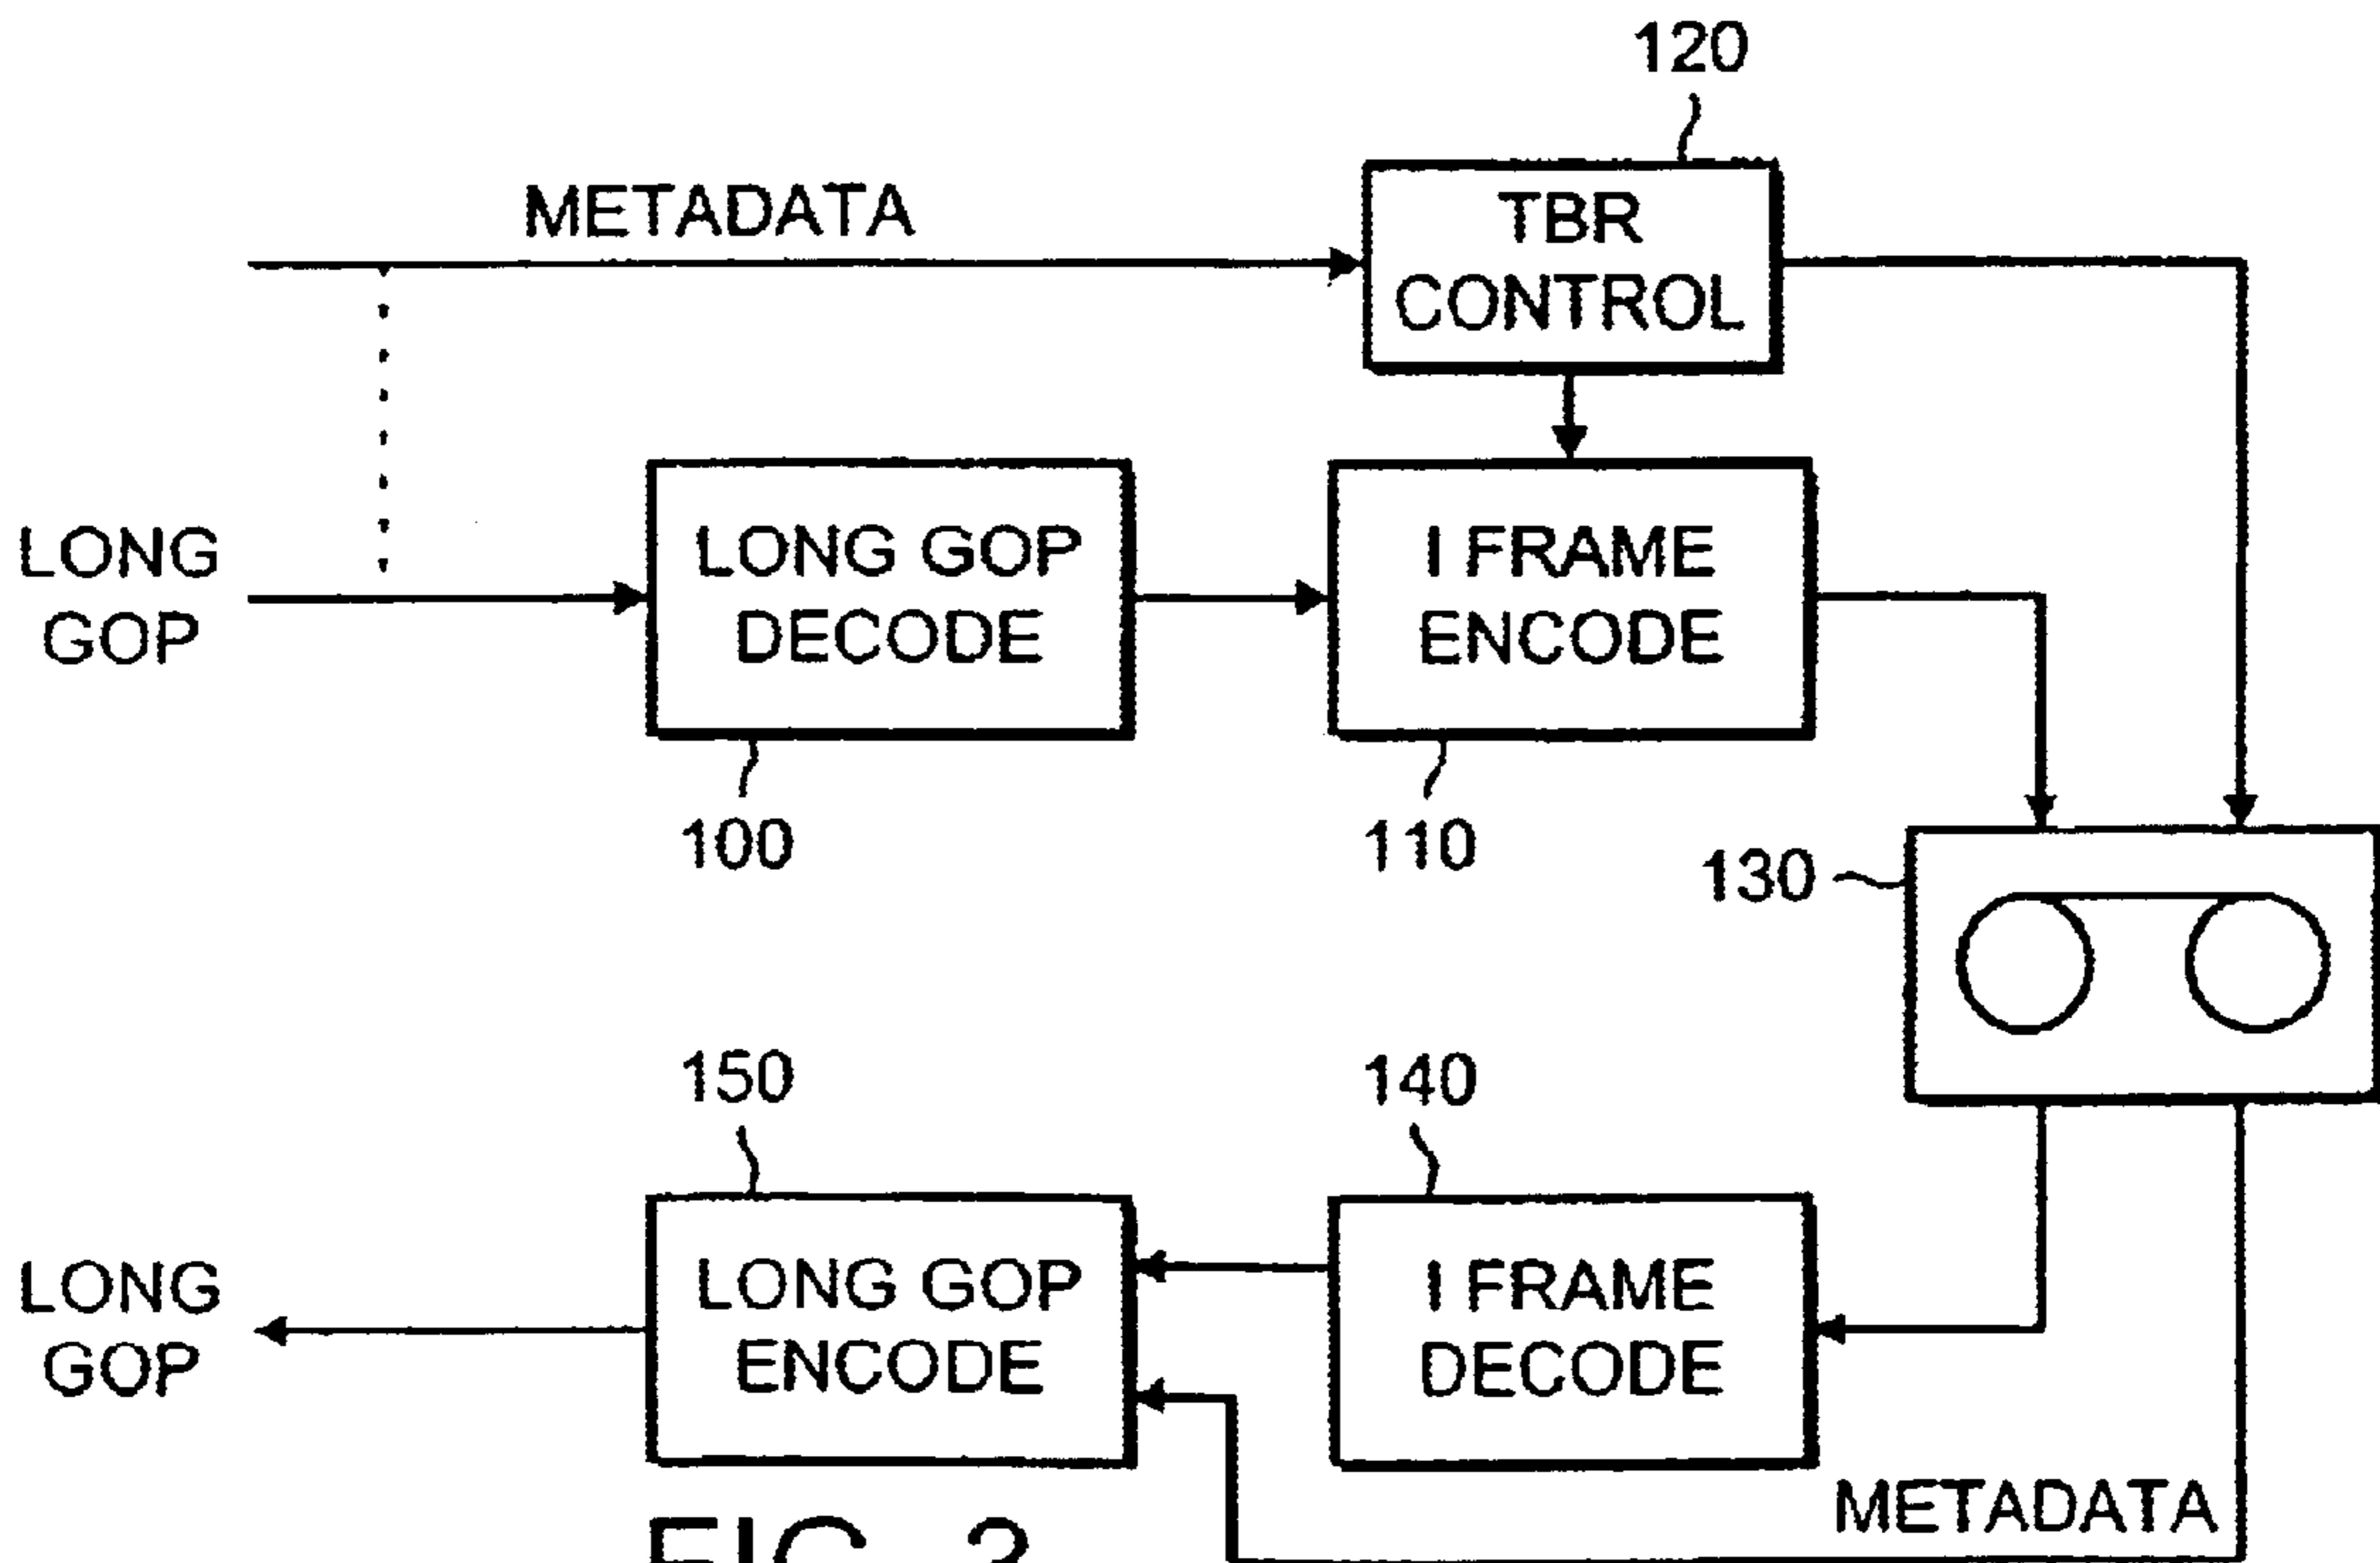 120
METADATA
TBR
CONTROL
LONG
GOP
LONG GOP
DECODE
I FRAME
ENCODE
100
110
130
150
140
LONG
GOP
LONG GOP
ENCODE
I FRAME
DECODE
METADATA